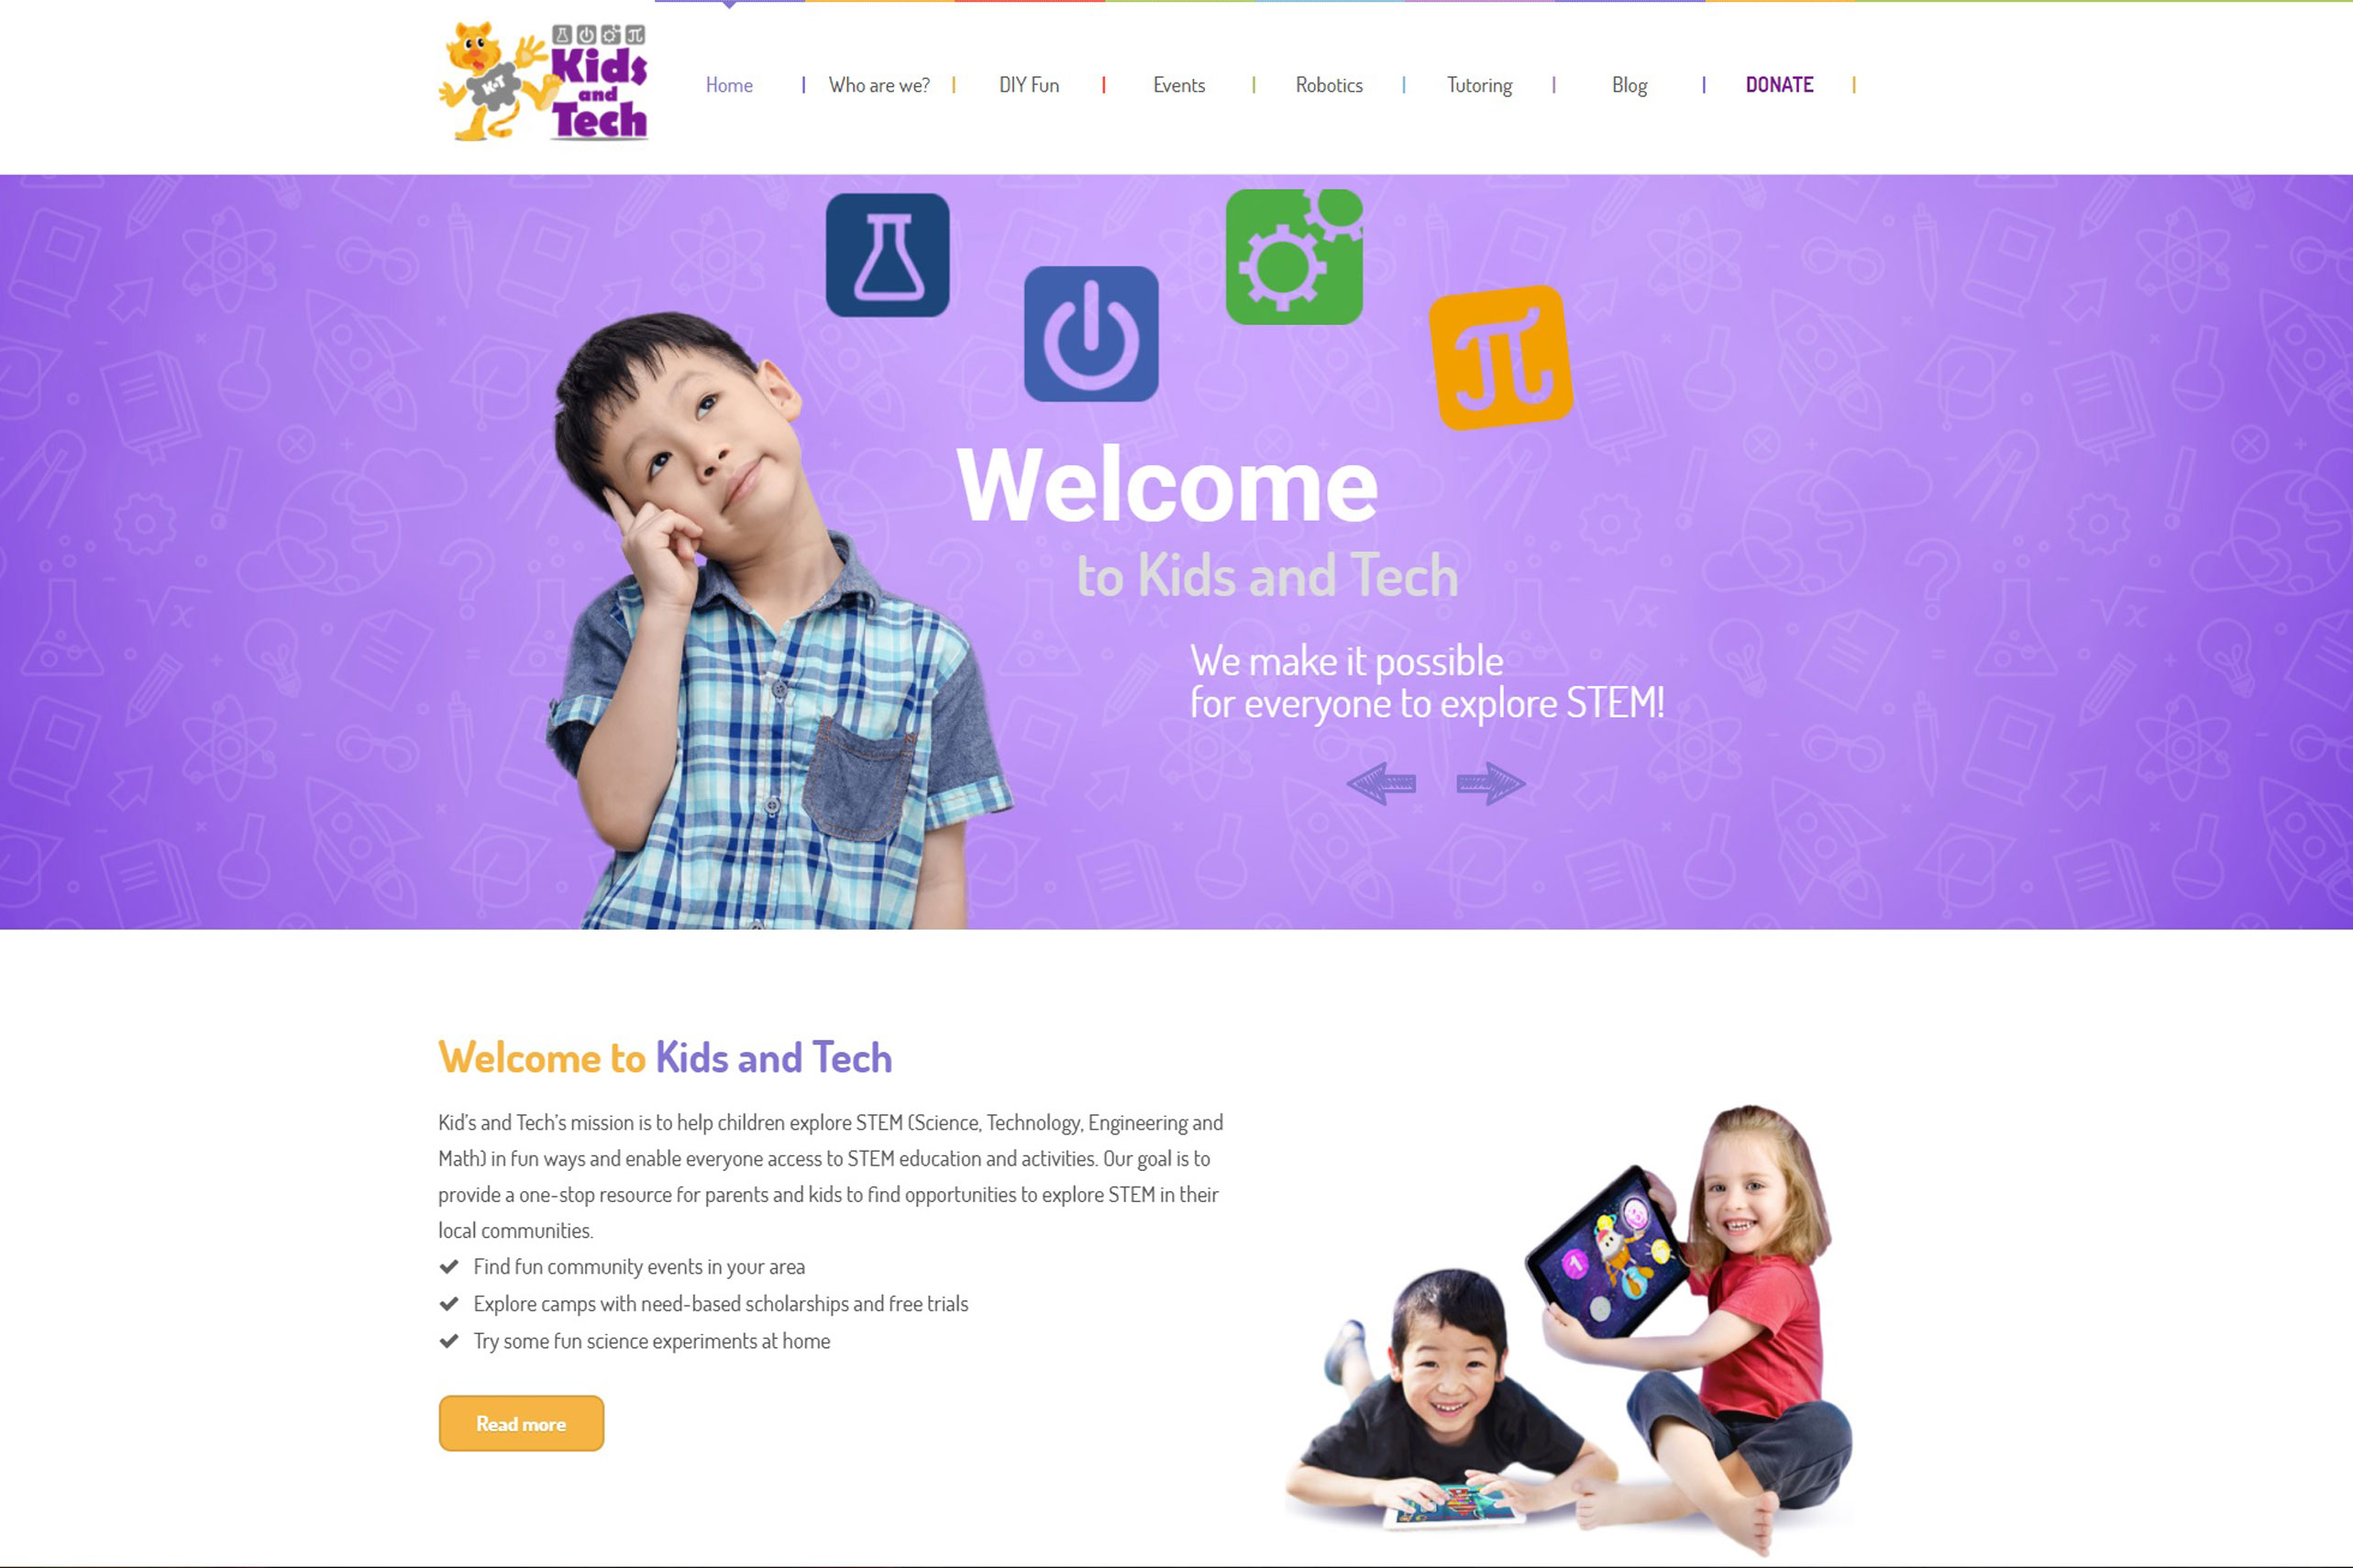 K&T
π
Kids
and
Tech
Home
Who are we?
DIY Fun
Events
Robotics
Tutoring
Blog
DONATE
π
Welcome
to Kids and Tech
We make it possible
for everyone to explore STEM!
Welcome to Kids and Tech
Kid's and Tech's mission is to help children explore STEM (Science, Technology, Engineering and
Math) in fun ways and enable everyone access to STEM education and activities. Our goal is to
provide a one-stop resource for parents and kids to find opportunities to explore STEM in their
local communities.
Find fun community events in your area
Explore camps with need-based scholarships and free trials
Try some fun science experiments at home
Read more
1